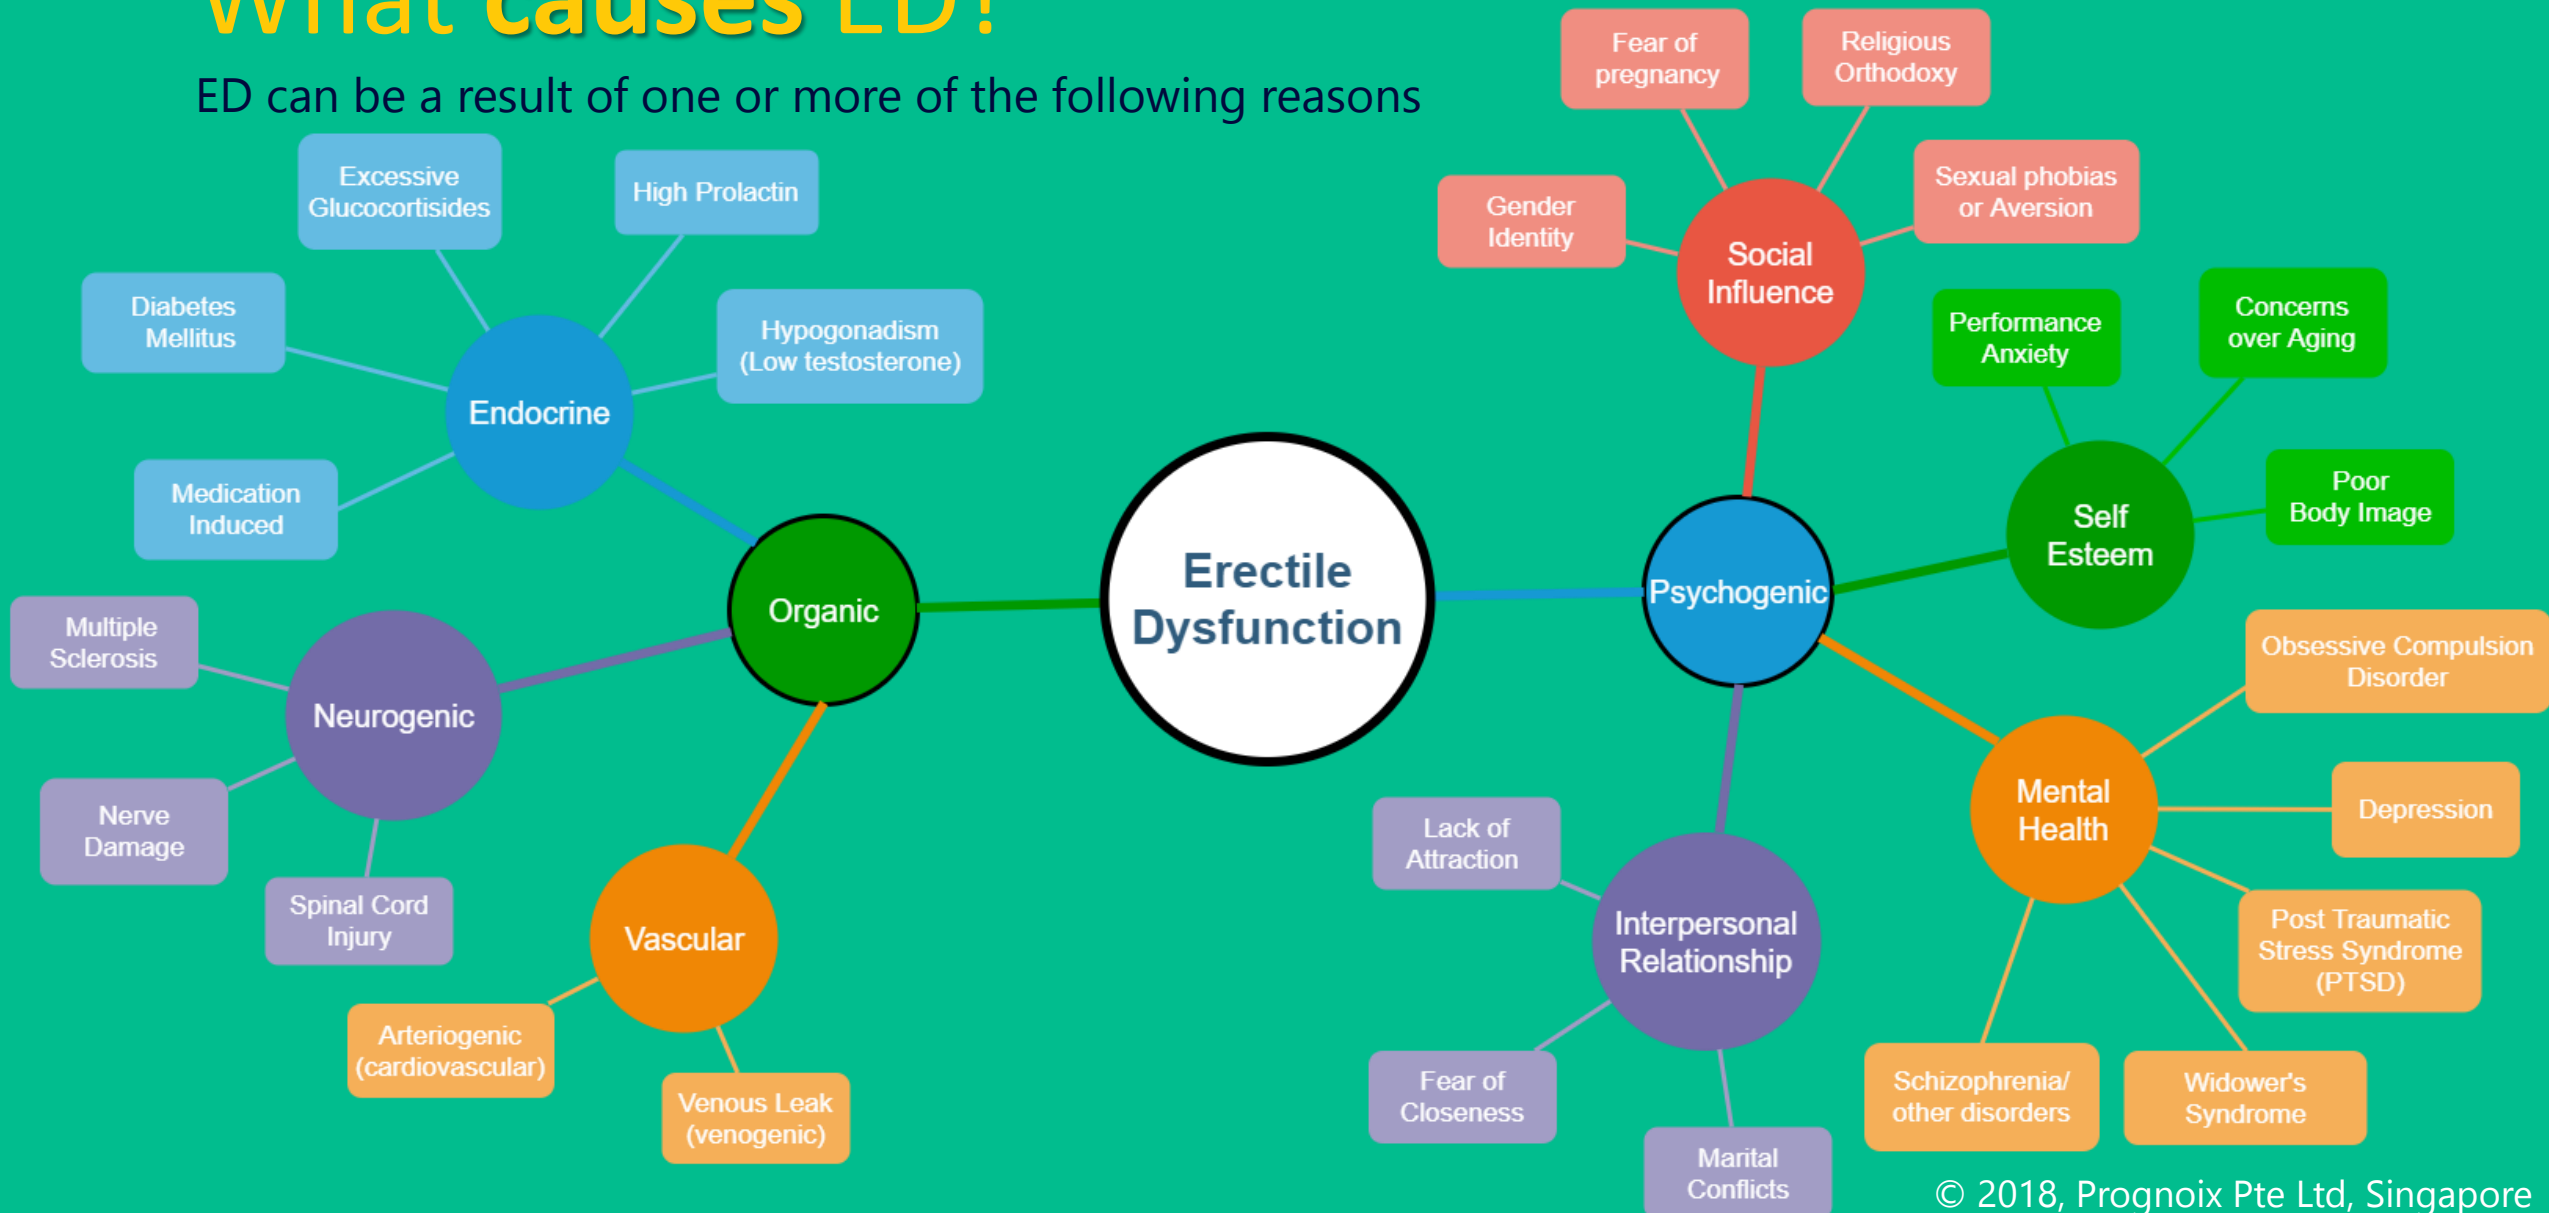 What causes ED?
ED can be a result of one or more of the following reasons
Excessive
Glucocortisides
High Prolactin
Diabetes
Mellitus
Hypogonadism
(Low testosterone)
Endocrine
Medication
Induced
Organic
Multiple
Sclerosis
Neurogenic
Nerve
Damage
Spinal Cord
Injury
Vascular
Arteriogenic
(cardiovascular)
Venous Leak
(venogenic)
Erectile
Dysfunction
Fear of
pregnancy
Religious
Orthodoxy
Gender
Identity
Sexual phobias
or Aversion
Social
Influence
Performance
Anxiety
Concerns
over Aging
Poor
Body Image
Self
Esteem
Psychogenic
Obsessive Compulsion
Disorder
Mental
Health
Depression
Post Traumatic
Stress Syndrome
(PTSD)
Schizophrenia/
other disorders
Widower's
Syndrome
Lack of
Attraction
Interpersonal
Relationship
Fear of
Closeness
Marital
Conflicts
© 2018, Prognoix Pte Ltd, Singapore